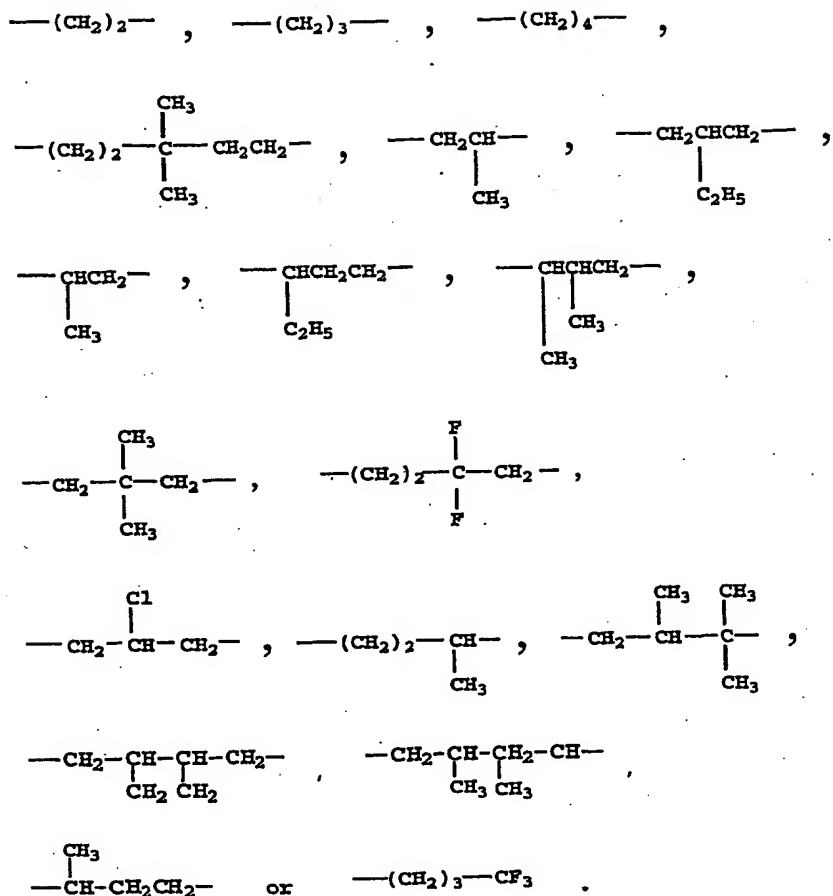 —(CH₂)₂— , —(CH₂)₃— , —(CH₂)₄— ,
CH₃
—(CH₂)₂—C—CH₂CH₂— , —CH₂CH— , —CH₂CHCH₂— ,
CH₃ CH₃ C₂H₅
—CHCH₂— , —CHCH₂CH₂— , —CHCHCH₂— ,
CH₃ C₂H₅ CH₃
CH₃
CH₃ F
—CH₂—C—CH₂— , —(CH₂)₂—C—CH₂— ,
CH₃ F
Cl CH₃ CH₃
—CH₂—CH—CH₂— , —(CH₂)₂—CH— , —CH₂—CH—C— ,
CH₃ CH₃
—CH₂—CH—CH—CH₂— , —CH₂—CH—CH₂—CH— ,
CH₂ CH₂ CH₃ CH₃
CH₃
—CH—CH₂CH₂— or —(CH₂)₃—CF₃ .